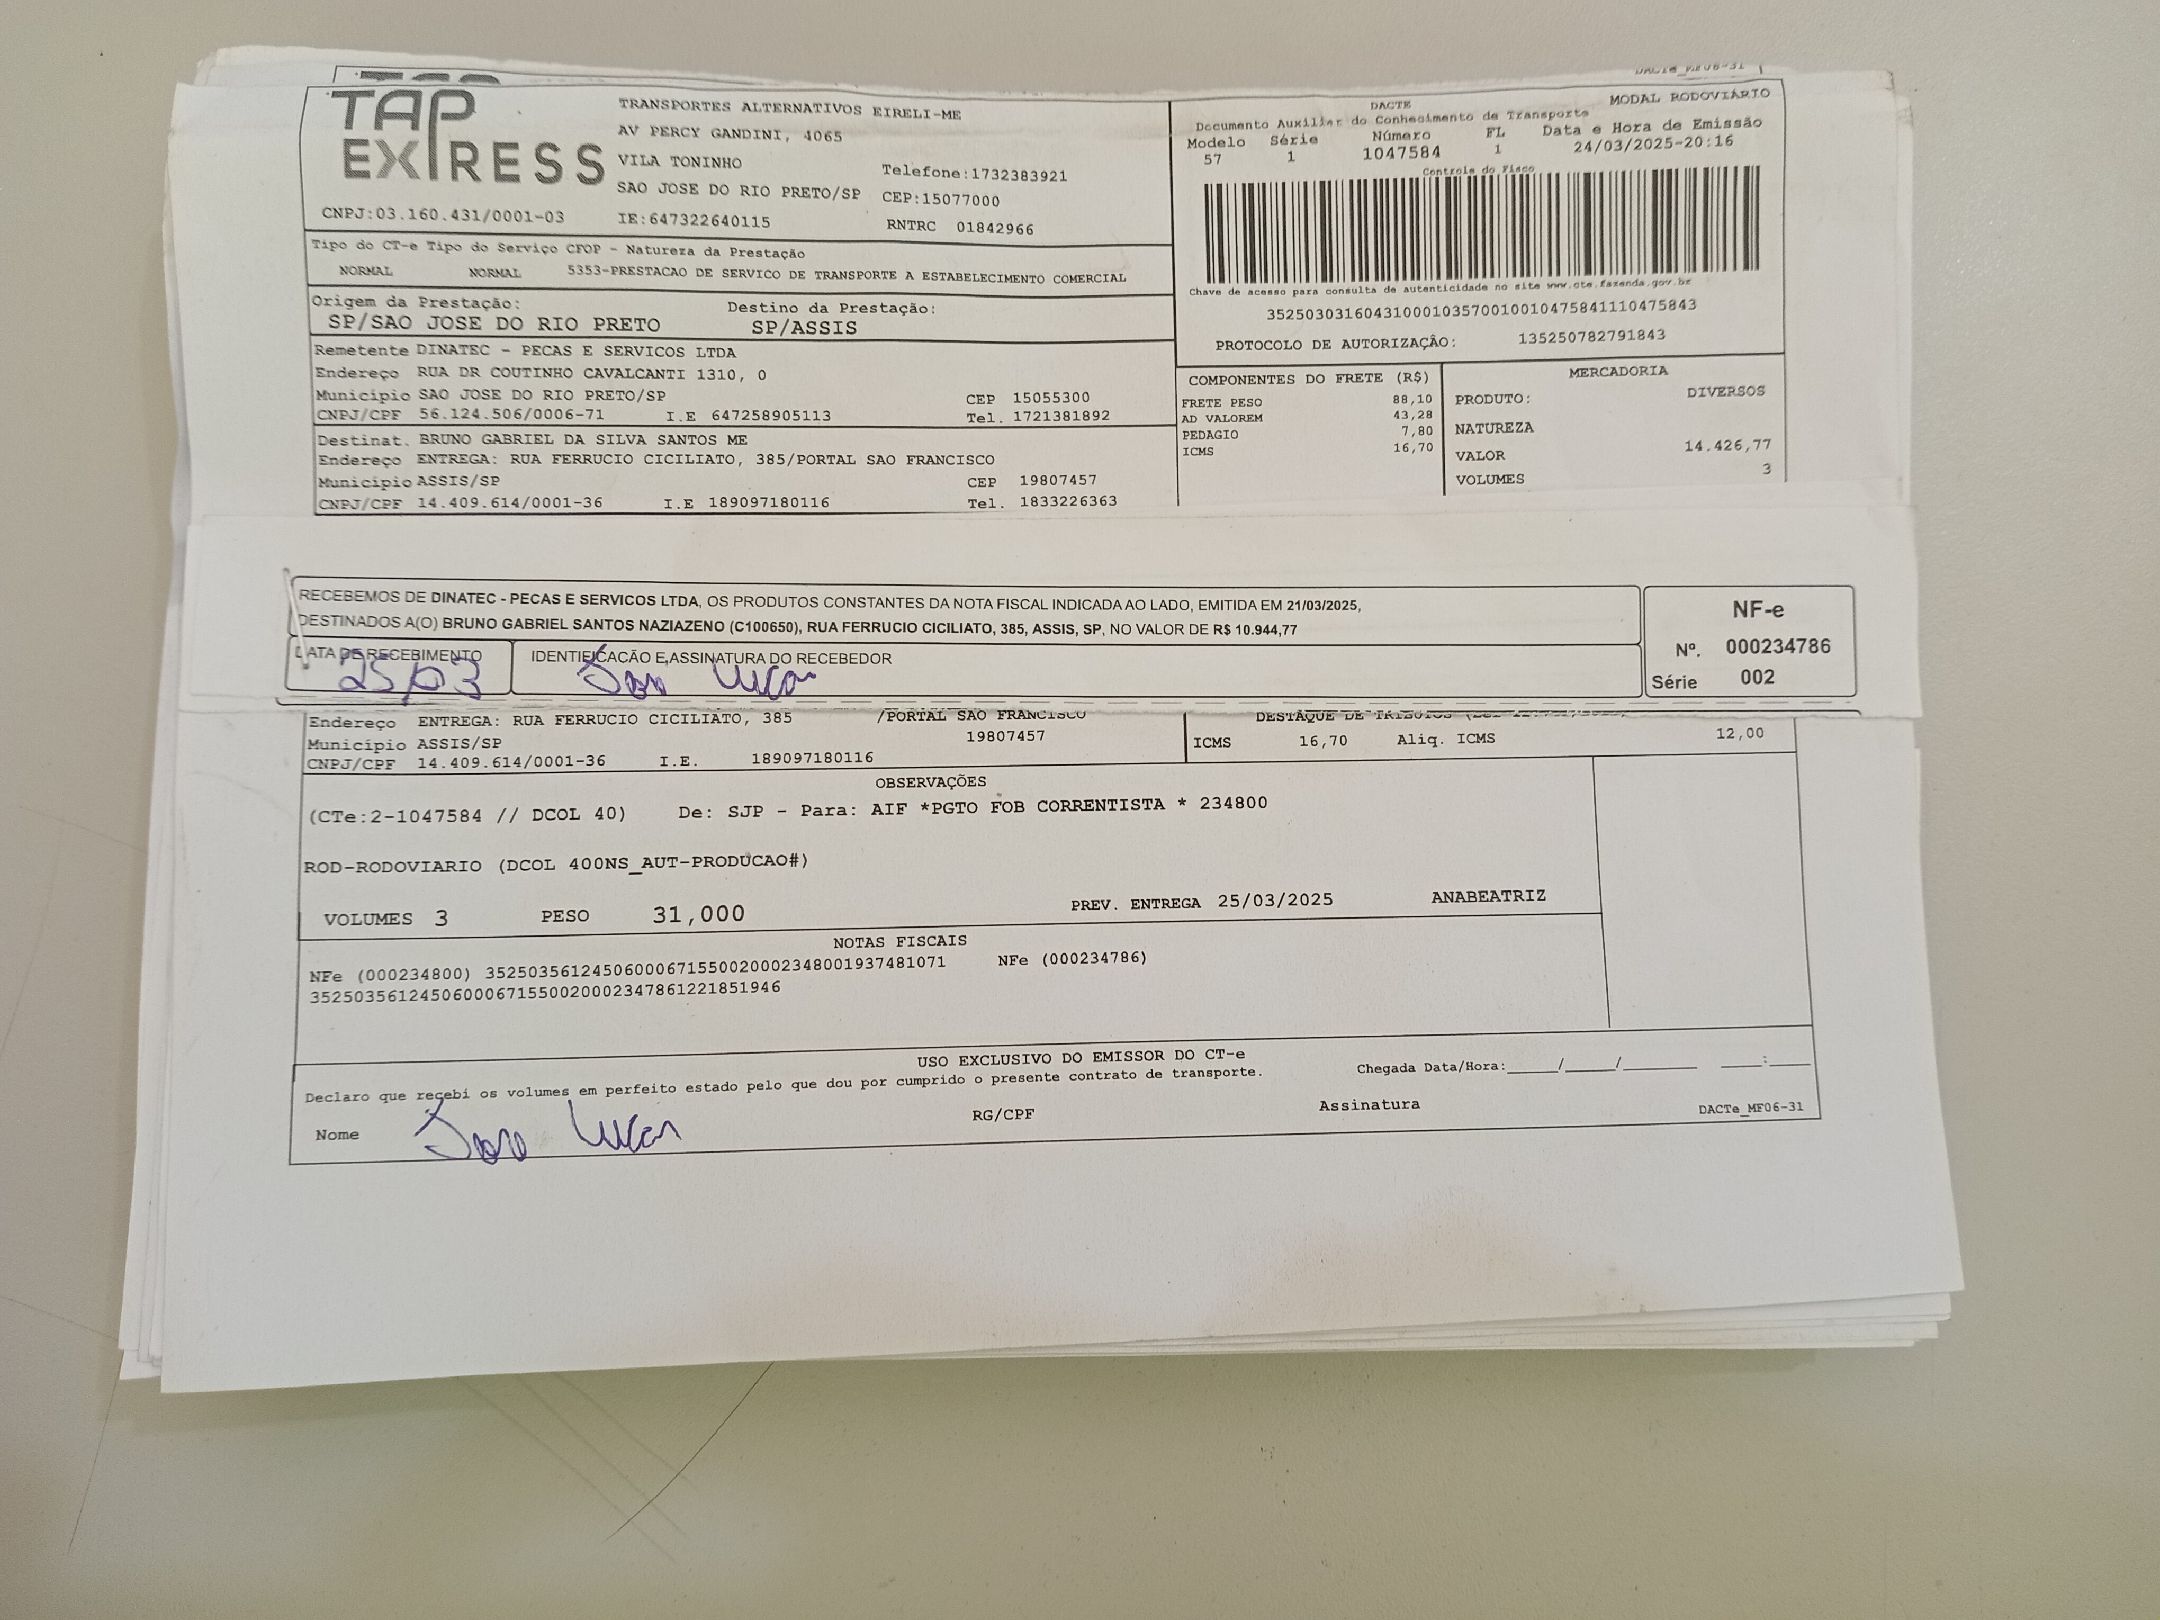 DACTe_MF06-31
TAP EXPRESS
TRANSPORTES ALTERNATIVOS EIRELI-ME
AV PERCY GANDINI, 4065
VILA TONINHO
Telefone:1732383921
SAO JOSE DO RIO PRETO/SP CEP:15077000
CNPJ:03.160.431/0001-03 IE:647322640115 RNTRC 01842966
DACTE MODAL RODOVIÁRIO
Documento Auxiliar do Conhecimento de Transporte
Modelo Série Número FL Data e Hora de Emissão
57 1 1047584 1 24/03/2025-20:16
Controle do Fisco
Chave de acesso para consulta de autenticidade no site www.cte.fazenda.gov.br
35250303160431000103570010010475841110475843
PROTOCOLO DE AUTORIZAÇÃO: 135250782791843
Tipo do CT-e Tipo do Serviço CFOP - Natureza da Prestação
NORMAL NORMAL 5353-PRESTACAO DE SERVICO DE TRANSPORTE A ESTABELECIMENTO COMERCIAL
Origem da Prestação: Destino da Prestação:
SP/SAO JOSE DO RIO PRETO SP/ASSIS
Remetente DINATEC - PECAS E SERVICOS LTDA
Endereço RUA DR COUTINHO CAVALCANTI 1310, 0
Município SAO JOSE DO RIO PRETO/SP CEP 15055300
CNPJ/CPF 56.124.506/0006-71 I.E 647258905113 Tel. 1721381892
Destinat. BRUNO GABRIEL DA SILVA SANTOS ME
Endereço ENTREGA: RUA FERRUCIO CICILIATO, 385/PORTAL SAO FRANCISCO
Município ASSIS/SP CEP 19807457
CNPJ/CPF 14.409.614/0001-36 I.E 189097180116 Tel. 1833226363
COMPONENTES DO FRETE (R$)
FRETE PESO 88,10
AD VALOREM 43,28
PEDAGIO 7,80
ICMS 16,70
MERCADORIA
PRODUTO: DIVERSOS
NATUREZA
VALOR 14.426,77
VOLUMES 3
RECEBEMOS DE DINATEC - PECAS E SERVICOS LTDA, OS PRODUTOS CONSTANTES DA NOTA FISCAL INDICADA AO LADO, EMITIDA EM 21/03/2025,
DESTINADOS A(O) BRUNO GABRIEL SANTOS NAZIAZENO (C100650), RUA FERRUCIO CICILIATO, 385, ASSIS, SP, NO VALOR DE R$ 10.944,77
DATA DE RECEBIMENTO IDENTIFICAÇÃO E ASSINATURA DO RECEBEDOR
25/03 Joao Lucas
NF-e
Nº. 000234786
Série 002
Endereço ENTREGA: RUA FERRUCIO CICILIATO, 385 /PORTAL SAO FRANCISCO
Município ASSIS/SP 19807457
CNPJ/CPF 14.409.614/0001-36 I.E. 189097180116
DESTAQUE DE TRIBUTOS
ICMS 16,70 Aliq. ICMS 12,00
OBSERVAÇÕES
(CTe:2-1047584 // DCOL 40) De: SJP - Para: AIF *PGTO FOB CORRENTISTA * 234800
ROD-RODOVIARIO (DCOL 400NS_AUT-PRODUCAO#)
VOLUMES 3 PESO 31,000 PREV. ENTREGA 25/03/2025 ANABEATRIZ
NOTAS FISCAIS
NFe (000234800) 35250356124506000671550020002348001937481071 NFe (000234786)
35250356124506000671550020002347861221851946
USO EXCLUSIVO DO EMISSOR DO CT-e
Declaro que recebi os volumes em perfeito estado pelo que dou por cumprido o presente contrato de transporte. Chegada Data/Hora:_____/_____/_______ ____:____
Nome Joao Lucas RG/CPF Assinatura DACTe_MF06-31